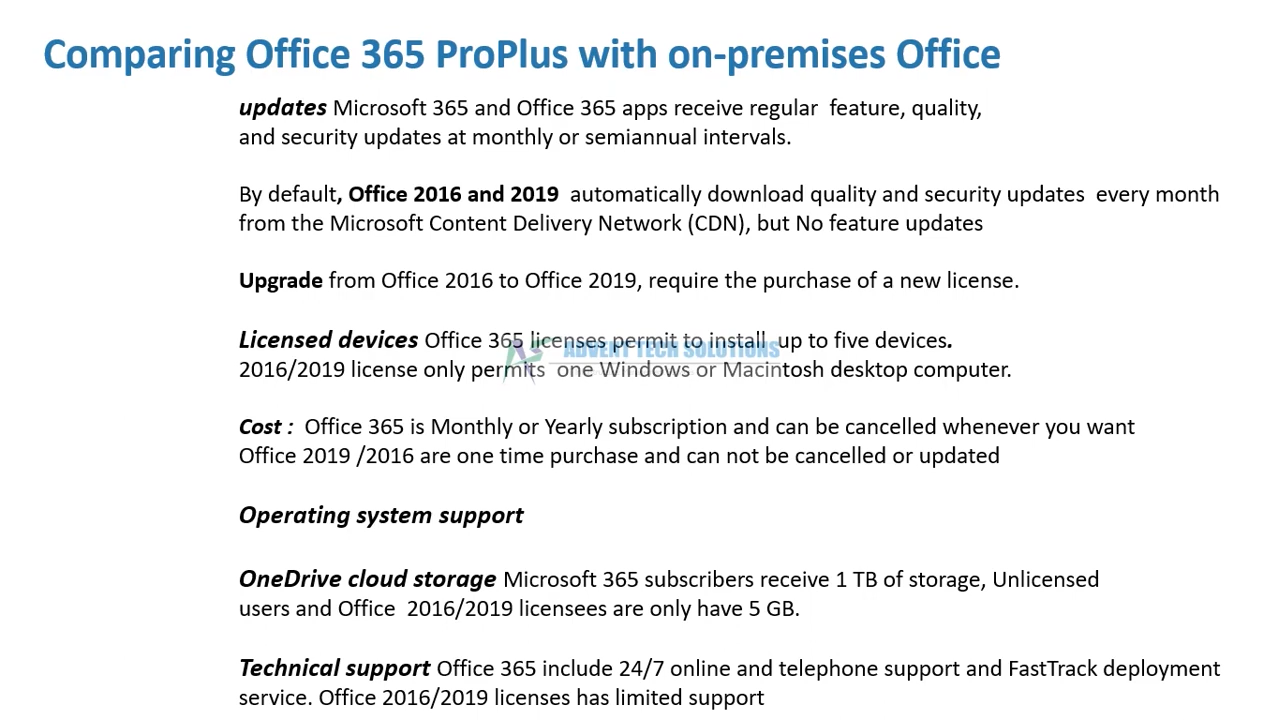 Comparing Office 365 ProPlus with on-premises Office
updates Microsoft 365 and Office 365 apps receive regular feature, quality,
and security updates at monthly or semiannual intervals.
By default, Office 2016 and 2019 automatically download quality and security updates every month
from the Microsoft Content Delivery Network (CDN), but No feature updates
Upgrade from Office 2016 to Office 2019, require the purchase of a new license.
Licensed devices Office 365 licenses permit to install up to five devices.
ADVERT TECH SOLUTIONS
2016/2019 license only permits one Windows or Macintosh desktop computer.
Cost : Office 365 is Monthly or Yearly subscription and can be cancelled whenever you want
Office 2019 /2016 are one time purchase and can not be cancelled or updated
Operating system support
OneDrive cloud storage Microsoft 365 subscribers receive 1 TB of storage, Unlicensed
users and Office 2016/2019 licensees are only have 5 GB.
Technical support Office 365 include 24/7 online and telephone support and FastTrack deployment
service. Office 2016/2019 licenses has limited support